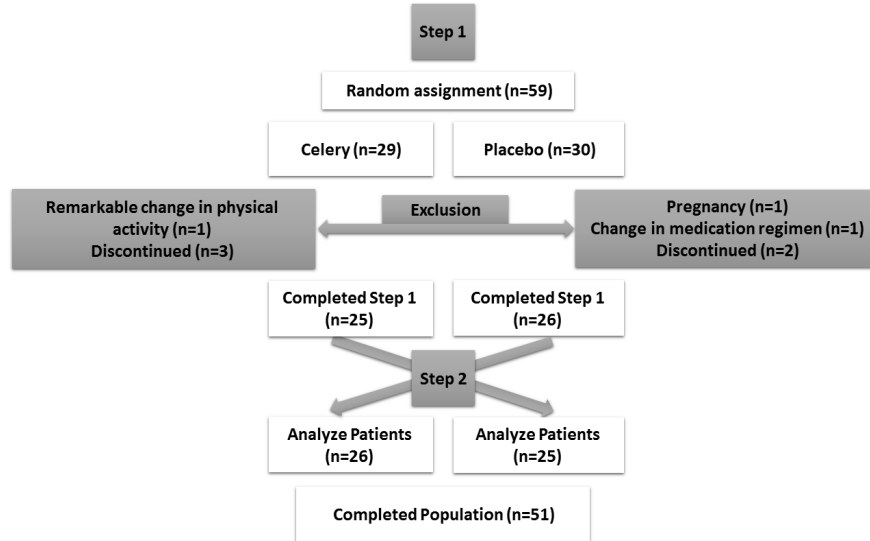 Step 1
Random assignment (n=59)
Celery (n=29)
Placebo (n=30)
Remarkable change in physical
activity (n=1)
Discontinued (n=3)
Exclusion
Pregnancy (n=1)
Change in medication regimen (n=1)
Discontinued (n=2)
Completed Step 1
(n=25)
Completed Step 1
(n=26)
Step 2
Analyze Patients
(n=26)
Analyze Patients
(n=25)
Completed Population (n=51)